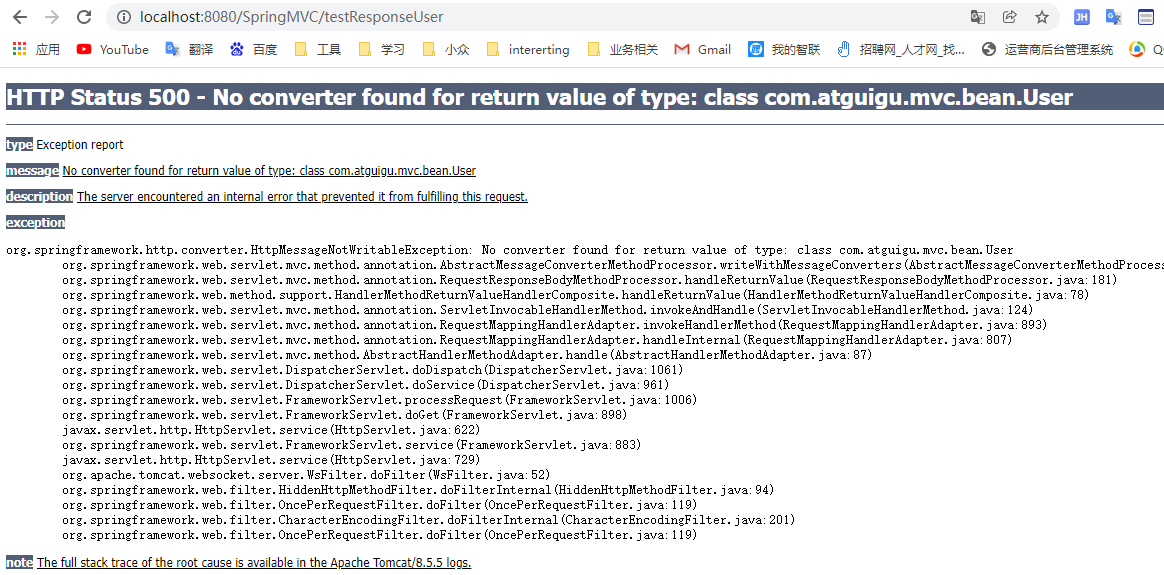 localhost:8080/SpringMVC/testResponseUser
应用 YouTube 翻译 百度 工具 学习 小众 intererting 业务相关 Gmail 我的智联 招聘网_人才网_找... 运营商后台管理系统
HTTP Status 500 - No converter found for return value of type: class com.atguigu.mvc.bean.User
type Exception report
message No converter found for return value of type: class com.atguigu.mvc.bean.User
description The server encountered an internal error that prevented it from fulfilling this request.
exception
org.springframework.http.converter.HttpMessageNotWritableException: No converter found for return value of type: class com.atguigu.mvc.bean.User
org.springframework.web.servlet.mvc.method.annotation.AbstractMessageConverterMethodProcessor.writeWithMessageConverters(AbstractMessageConverterMethodProcess
org.springframework.web.servlet.mvc.method.annotation.RequestResponseBodyMethodProcessor.handleReturnValue(RequestResponseBodyMethodProcessor.java:181)
org.springframework.web.method.support.HandlerMethodReturnValueHandlerComposite.handleReturnValue(HandlerMethodReturnValueHandlerComposite.java:78)
org.springframework.web.servlet.mvc.method.annotation.ServletInvocableHandlerMethod.invokeAndHandle(ServletInvocableHandlerMethod.java:124)
org.springframework.web.servlet.mvc.method.annotation.RequestMappingHandlerAdapter.invokeHandlerMethod(RequestMappingHandlerAdapter.java:893)
org.springframework.web.servlet.mvc.method.annotation.RequestMappingHandlerAdapter.handleInternal(RequestMappingHandlerAdapter.java:807)
org.springframework.web.servlet.mvc.method.AbstractHandlerMethodAdapter.handle(AbstractHandlerMethodAdapter.java:87)
org.springframework.web.servlet.DispatcherServlet.doDispatch(DispatcherServlet.java:1061)
org.springframework.web.servlet.DispatcherServlet.doService(DispatcherServlet.java:961)
org.springframework.web.servlet.FrameworkServlet.processRequest(FrameworkServlet.java:1006)
org.springframework.web.servlet.FrameworkServlet.doGet(FrameworkServlet.java:898)
javax.servlet.http.HttpServlet.service(HttpServlet.java:622)
org.springframework.web.servlet.FrameworkServlet.service(FrameworkServlet.java:883)
javax.servlet.http.HttpServlet.service(HttpServlet.java:729)
org.apache.tomcat.websocket.server.WsFilter.doFilter(WsFilter.java:52)
org.springframework.web.filter.HiddenHttpMethodFilter.doFilterInternal(HiddenHttpMethodFilter.java:94)
org.springframework.web.filter.OncePerRequestFilter.doFilter(OncePerRequestFilter.java:119)
org.springframework.web.filter.CharacterEncodingFilter.doFilterInternal(CharacterEncodingFilter.java:201)
org.springframework.web.filter.OncePerRequestFilter.doFilter(OncePerRequestFilter.java:119)
note The full stack trace of the root cause is available in the Apache Tomcat/8.5.5 logs.